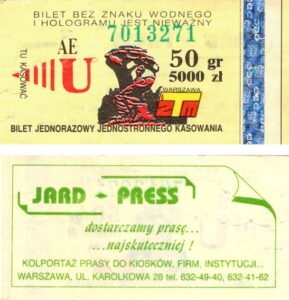 BILET BEZ ZNAKU WODNEGO
I HOLOGRAMU JEST NIEWAŻNY
7013271
TU KASOWAĆ
AE
U
50 gr
5000 zł
WARSZAWA
ZTM
BILET JEDNORAZOWY JEDNOSTRONNEGO KASOWANIA
JARD - PRESS
dostarczamy prasę...
...najskuteczniej !
KOLPORTAŻ PRASY DO KIOSKÓW, FIRM, INSTYTUCJI...
WARSZAWA, UL. KAROLKOWA 28 tel. 632-49-40, 632-41-62